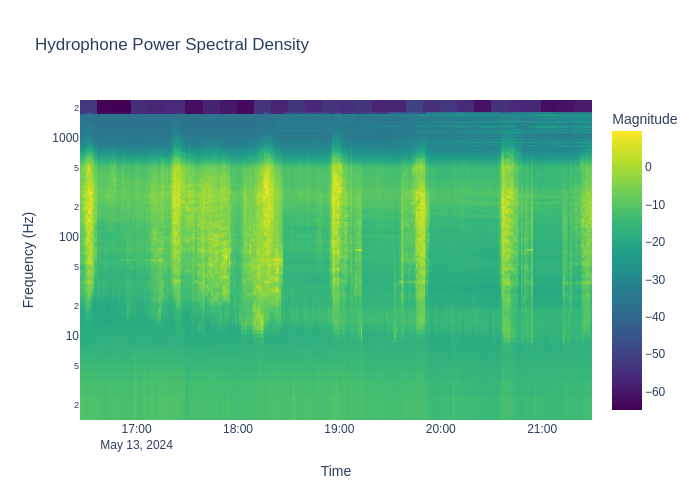 Hydrophone Power Spectral Density
Magnitude
0
−10
−20
−30
−40
−50
−60
2
1000
5
2
100
5
2
10
5
2
Frequency (Hz)
17:00 18:00 19:00 20:00 21:00
May 13, 2024
Time